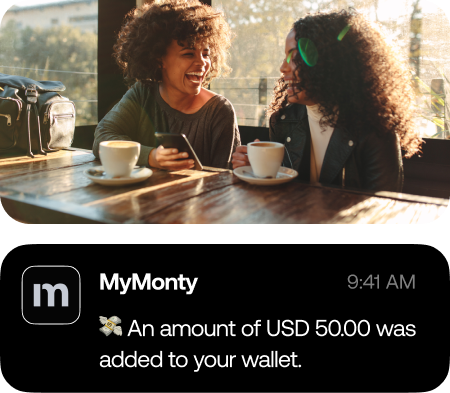 m
MyMonty
9:41 AM
💸 An amount of USD 50.00 was
added to your wallet.